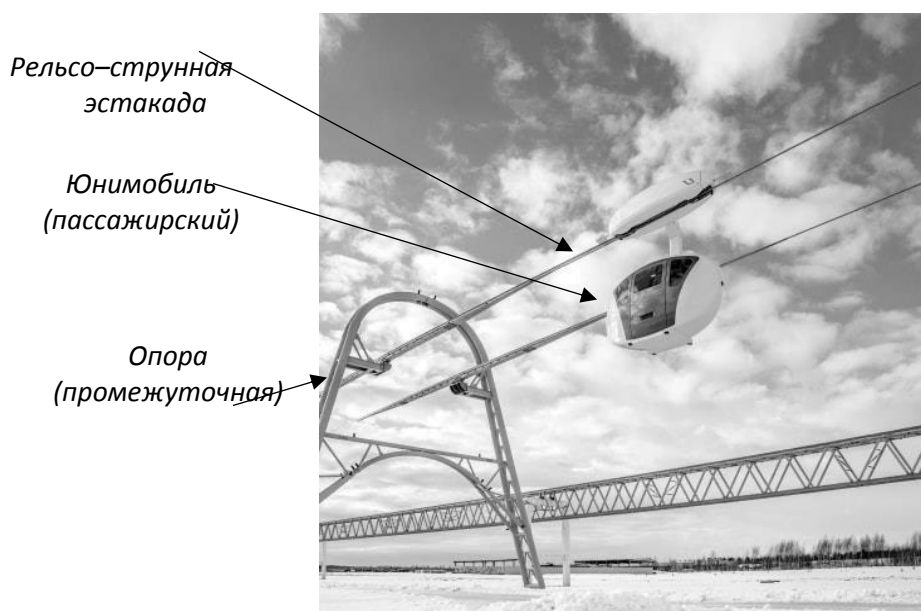 Рельсо–струнная
эстакада
Юнимобиль
(пассажирский)
Опора
(промежуточная)